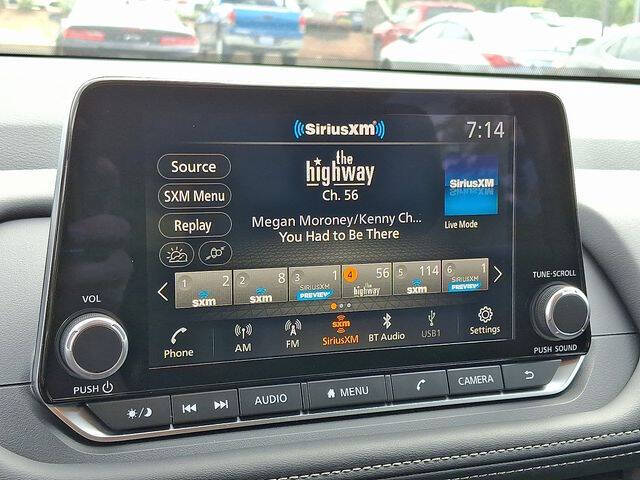 ((SiriusXM))
7:14
Source
the
highway
Ch. 56
SiriusXM
SXM Menu
Replay
Megan Moroney/Kenny Ch...
You Had to Be There
Live Mode
1 2 sxm
2 8 sxm
3 1 SIRIUSXM PREVIEW
4 56 the highway
5 114 sxm
6 SIRIUSXM PREVIEW
Phone
AM
FM
sxm
SiriusXM
BT Audio
USB1
Settings
VOL
PUSH
TUNE·SCROLL
PUSH SOUND
AUDIO
MENU
CAMERA